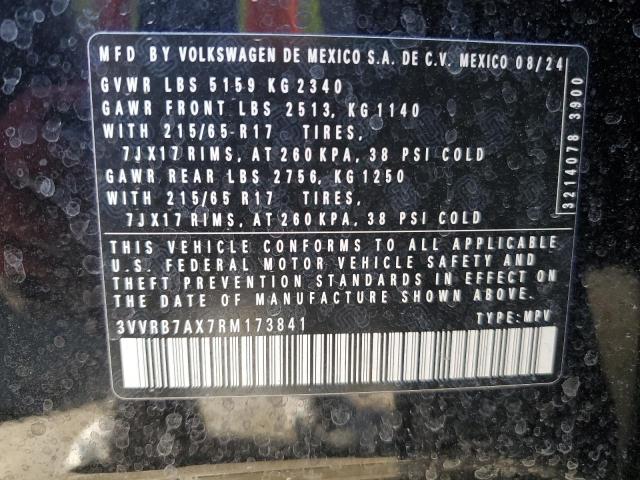 MFD BY VOLKSWAGEN DE MEXICO S.A. DE C.V. MEXICO 08/24
GVWR LBS 5159 KG 2340
GAWR FRONT LBS 2513, KG 1140
WITH 215/65 R17 TIRES,
7JX17 RIMS, AT 260 KPA, 38 PSI COLD
GAWR REAR LBS 2756, KG 1250
WITH 215/65 R17 TIRES,
7JX17 RIMS, AT 260 KPA, 38 PSI COLD
3214078 3900
THIS VEHICLE CONFORMS TO ALL APPLICABLE
U.S. FEDERAL MOTOR VEHICLE SAFETY AND
THEFT PREVENTION STANDARDS IN EFFECT ON
THE DATE OF MANUFACTURE SHOWN ABOVE.
3VVRB7AX7RM173841 TYPE: MPV